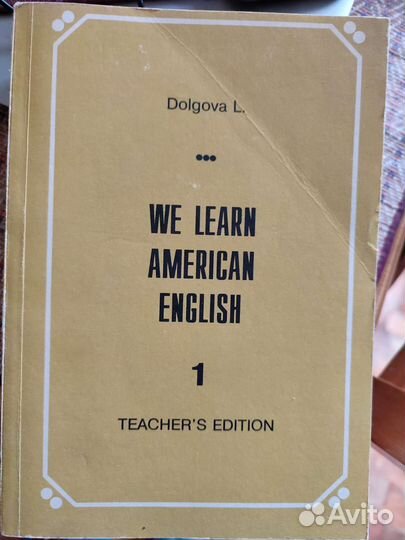 Dolgova L.
•••
WE LEARN
AMERICAN
ENGLISH
1
TEACHER'S EDITION
Avito